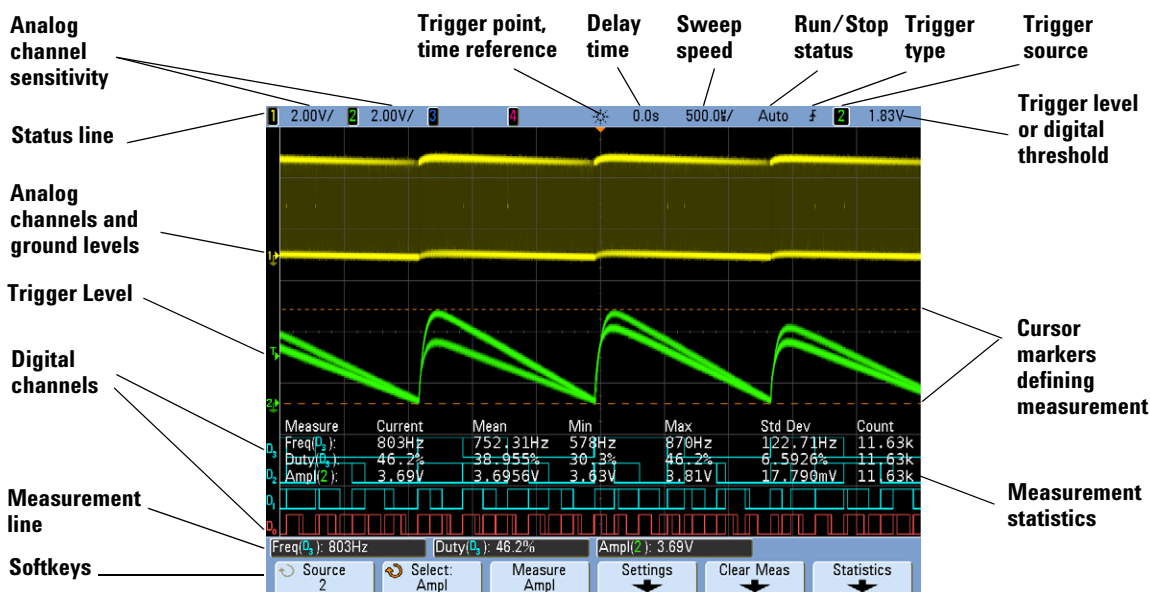 Analog
channel
sensitivity
Trigger point,
time reference
Delay
time
Sweep
speed
Run/Stop
status
Trigger
type
Trigger
source
Status line
1 2.00V/ 2 2.00V/ 3 4 0.0s 500.0µ/ Auto 2 1.83V
Trigger level
or digital
threshold
Analog
channels and
ground levels
1
Trigger Level
T
Cursor
markers
defining
measurement
Digital
channels
2
Measure Current Mean Min Max Std Dev Count
D3 Freq(D3): 803Hz 752.31Hz 578Hz 870Hz 122.71Hz 11.63k
Duty(D3): 46.2% 38.955% 30.3% 46.2% 6.5926% 11.63k
D2 Ampl(2): 3.69V 3.6956V 3.63V 3.81V 17.790mV 11.63k
D1
D0
Measurement
line
Measurement
statistics
Freq(D3): 803Hz Duty(D3): 46.2% Ampl(2): 3.69V
Softkeys
Source
2
Select:
Ampl
Measure
Ampl
Settings
Clear Meas
Statistics